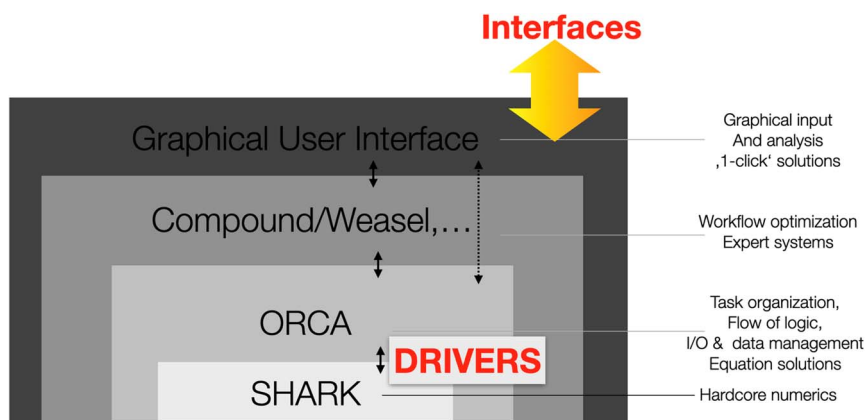 Interfaces
Graphical User Interface
Graphical input
And analysis
‚1-click‘ solutions
Compound/Weasel,…
Workflow optimization
Expert systems
ORCA
Task organization,
Flow of logic,
I/O & data management
Equation solutions
DRIVERS
SHARK
Hardcore numerics